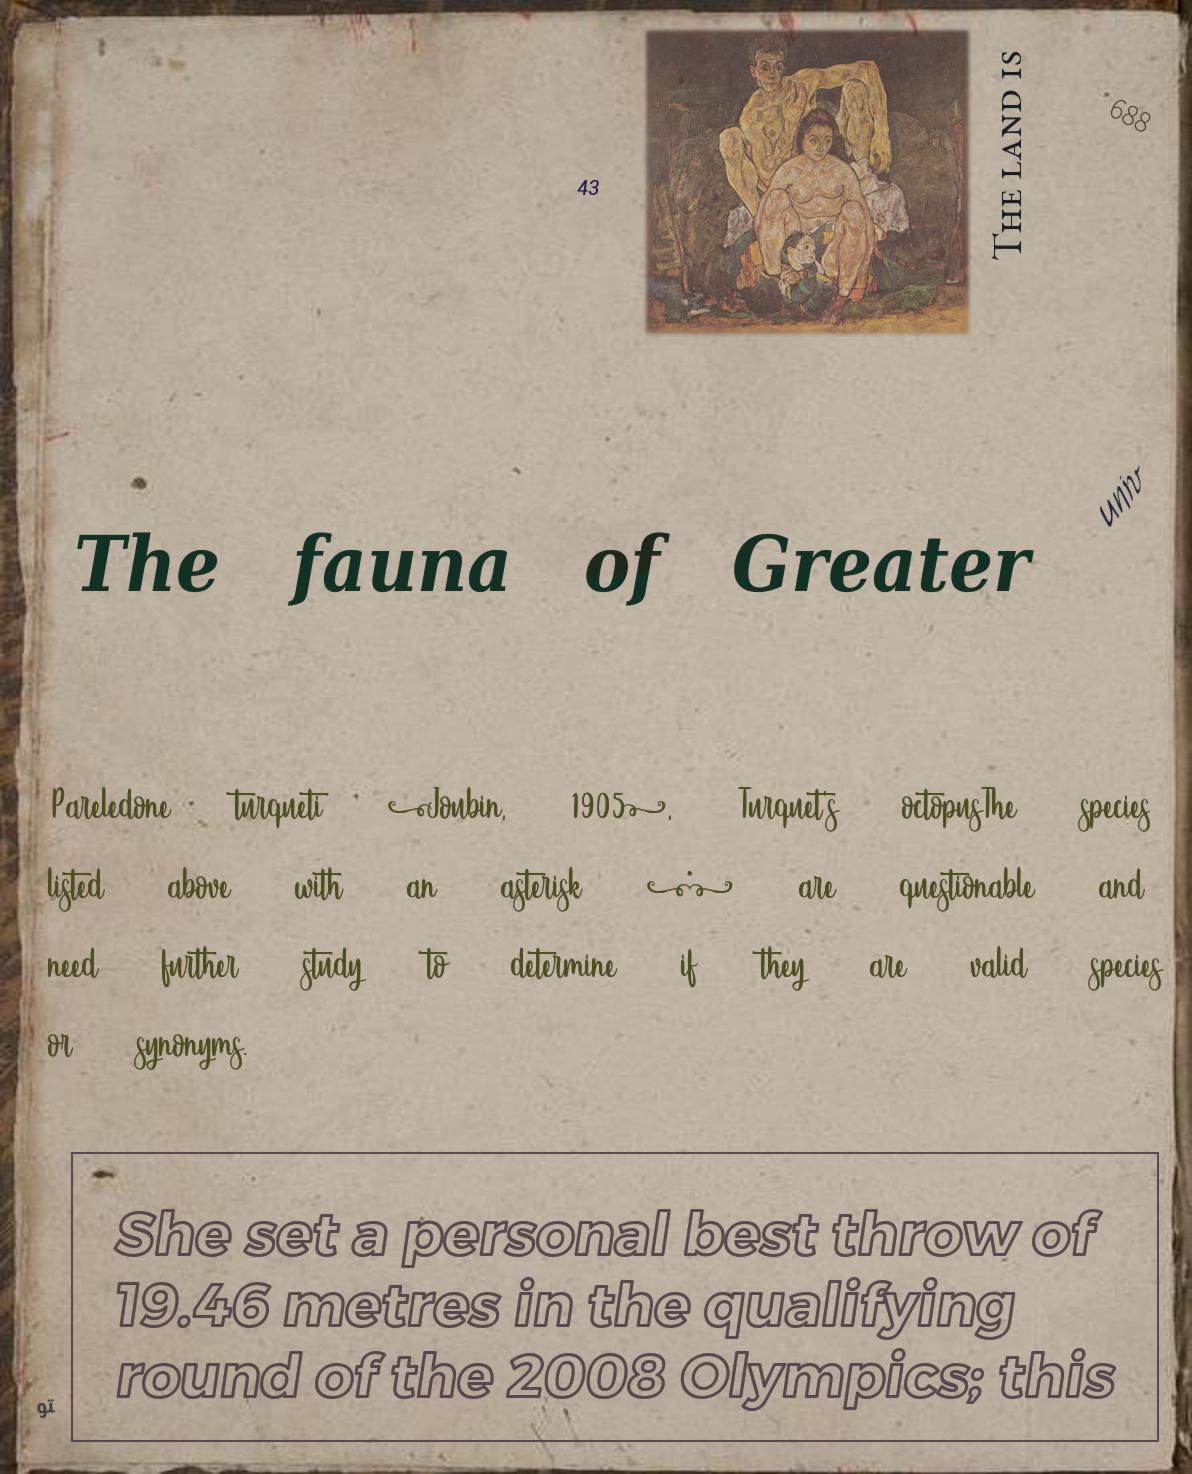 THE LAND IS
688
43
univ
The fauna of Greater
Pareledone turqueti (Joubin, 1905), Turquet's octopusThe species
listed above with an asterisk (*) are questionable and
need further study to determine if they are valid species
or synonyms.
She set a personal best throw of
19.46 metres in the qualifying
round of the 2008 Olympics; this